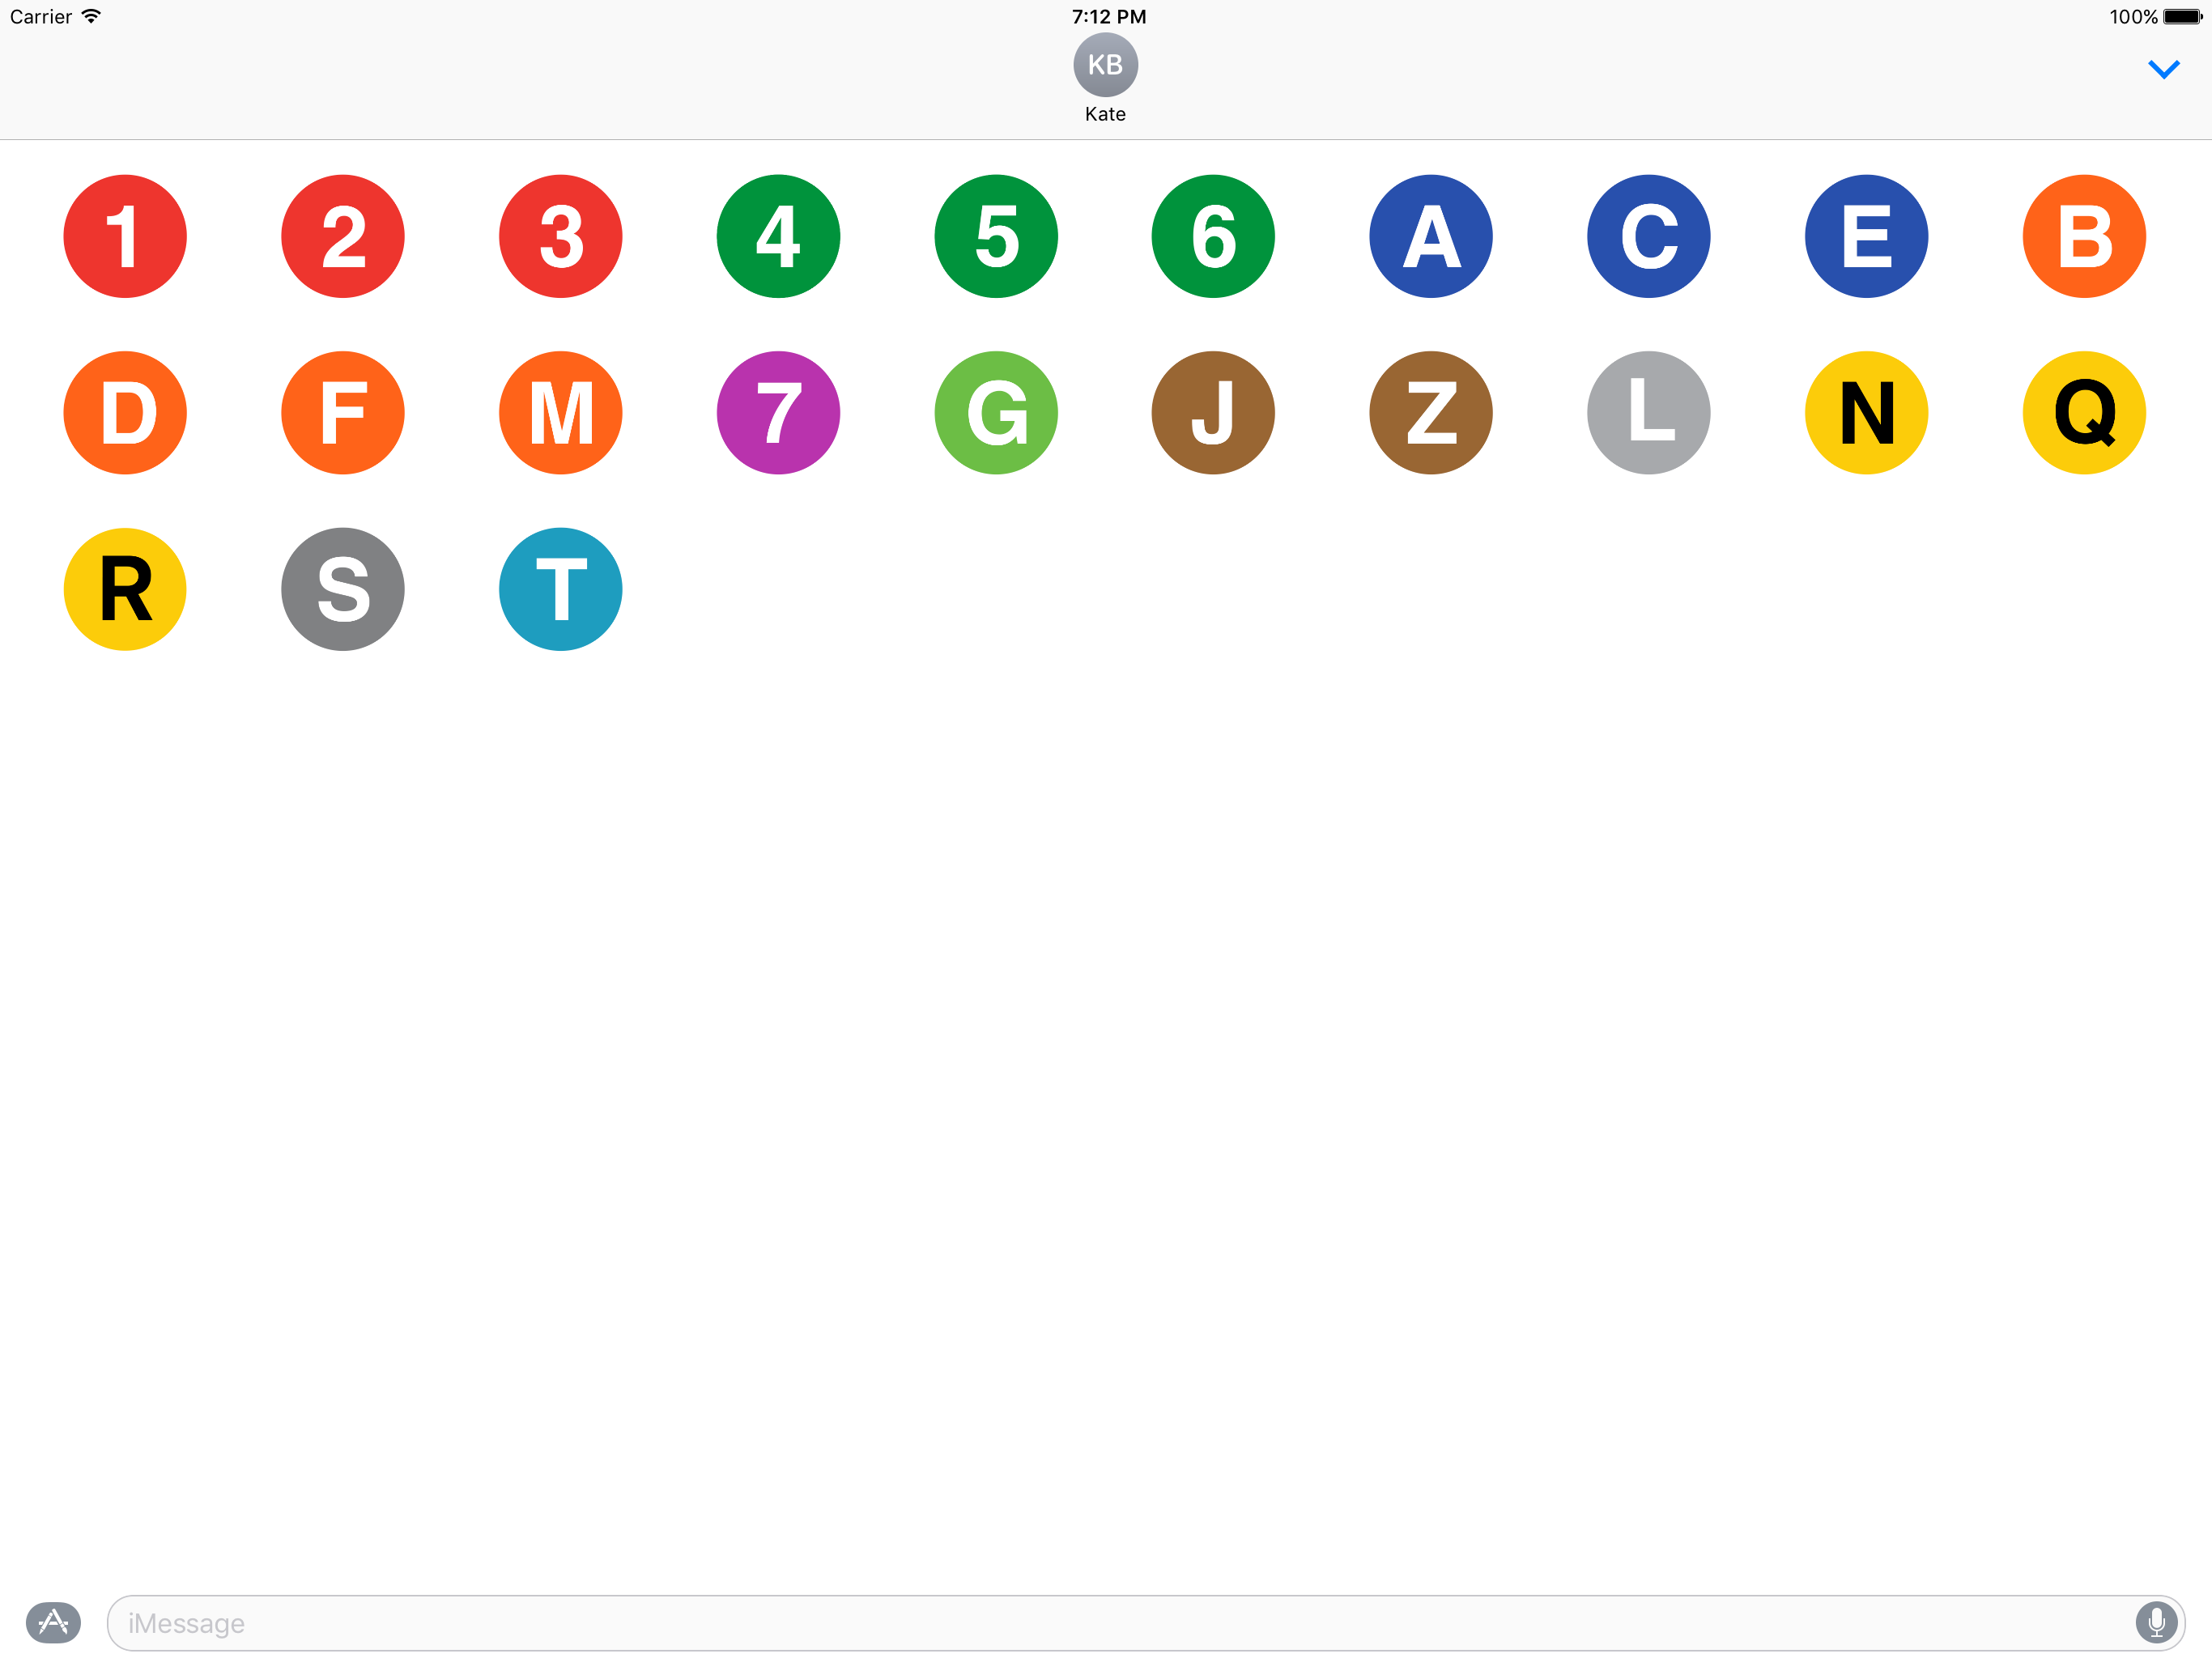 Carrier 7:12 PM 100%
KB
Kate
1 2 3 4 5 6 A C E B
D F M 7 G J Z L N Q
R S T
iMessage